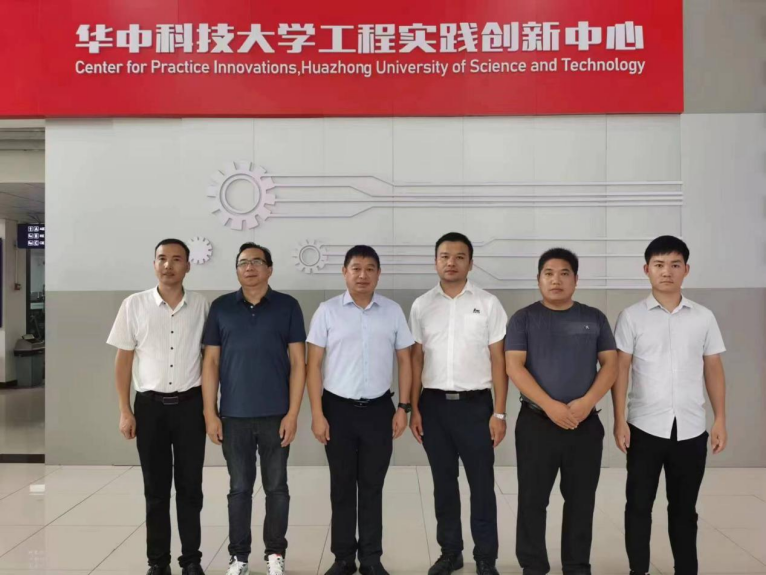 华中科技大学工程实践创新中心
Center for Practice Innovations,Huazhong University of Science and Technology